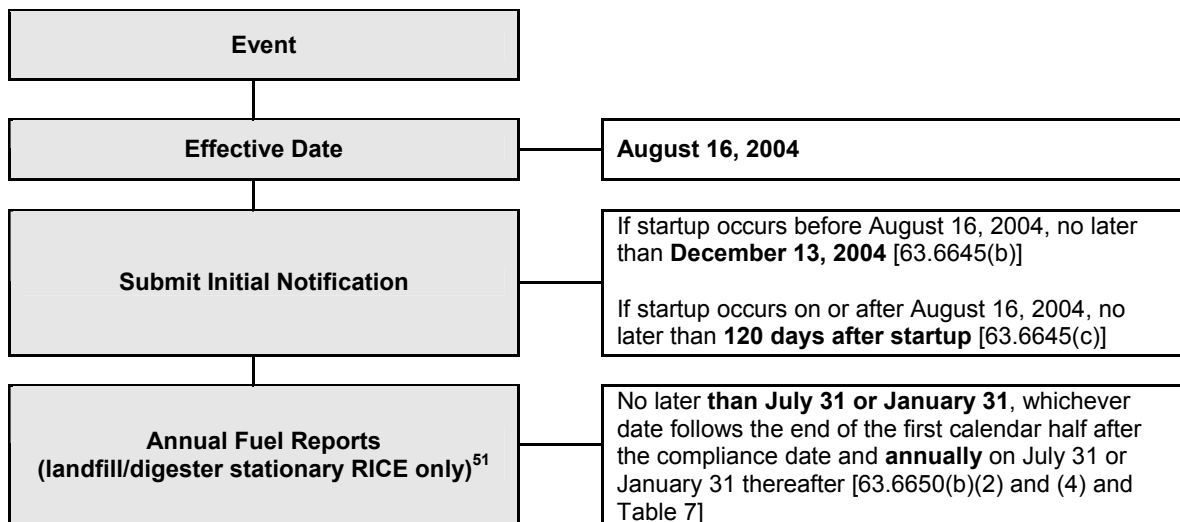 Event
Effective Date
August 16, 2004
Submit Initial Notification
If startup occurs before August 16, 2004, no later
than December 13, 2004 [63.6645(b)]
If startup occurs on or after August 16, 2004, no
later than 120 days after startup [63.6645(c)]
Annual Fuel Reports
(landfill/digester stationary RICE only)51
No later than July 31 or January 31, whichever
date follows the end of the first calendar half after
the compliance date and annually on July 31 or
January 31 thereafter [63.6650(b)(2) and (4) and
Table 7]